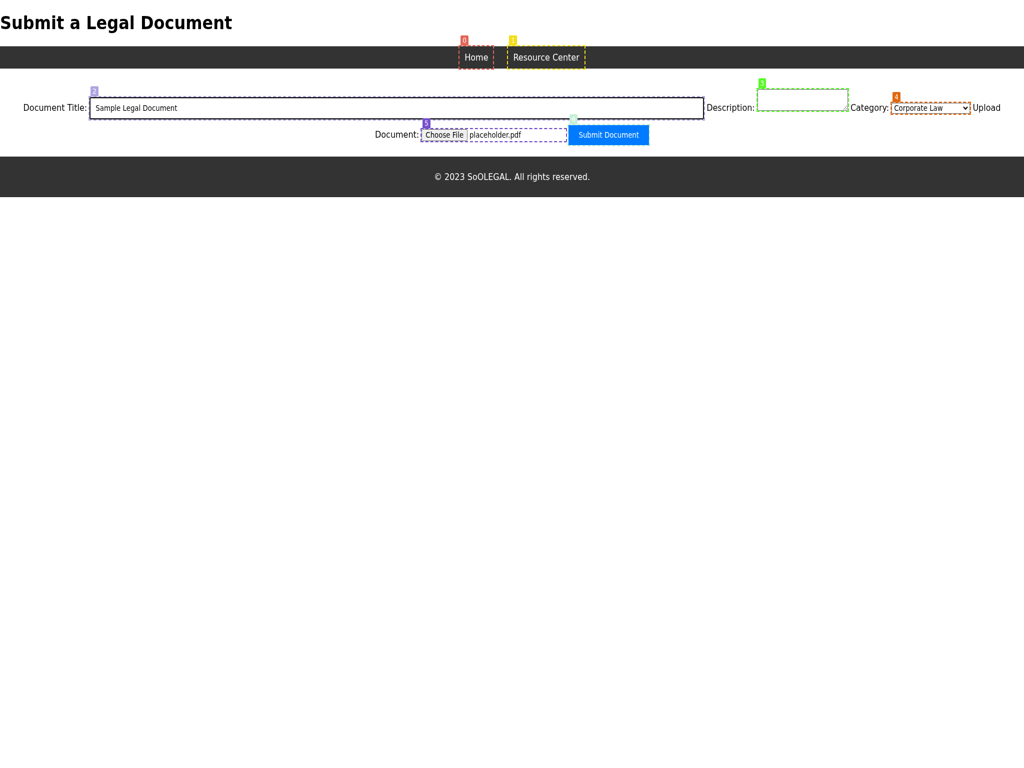 Submit a Legal Document
0 1
Home Resource Center
2 3 4
Document Title: Sample Legal Document Description: Category: Corporate Law Upload
5
Document: Choose File placeholder.pdf Submit Document
© 2023 SoOLEGAL. All rights reserved.